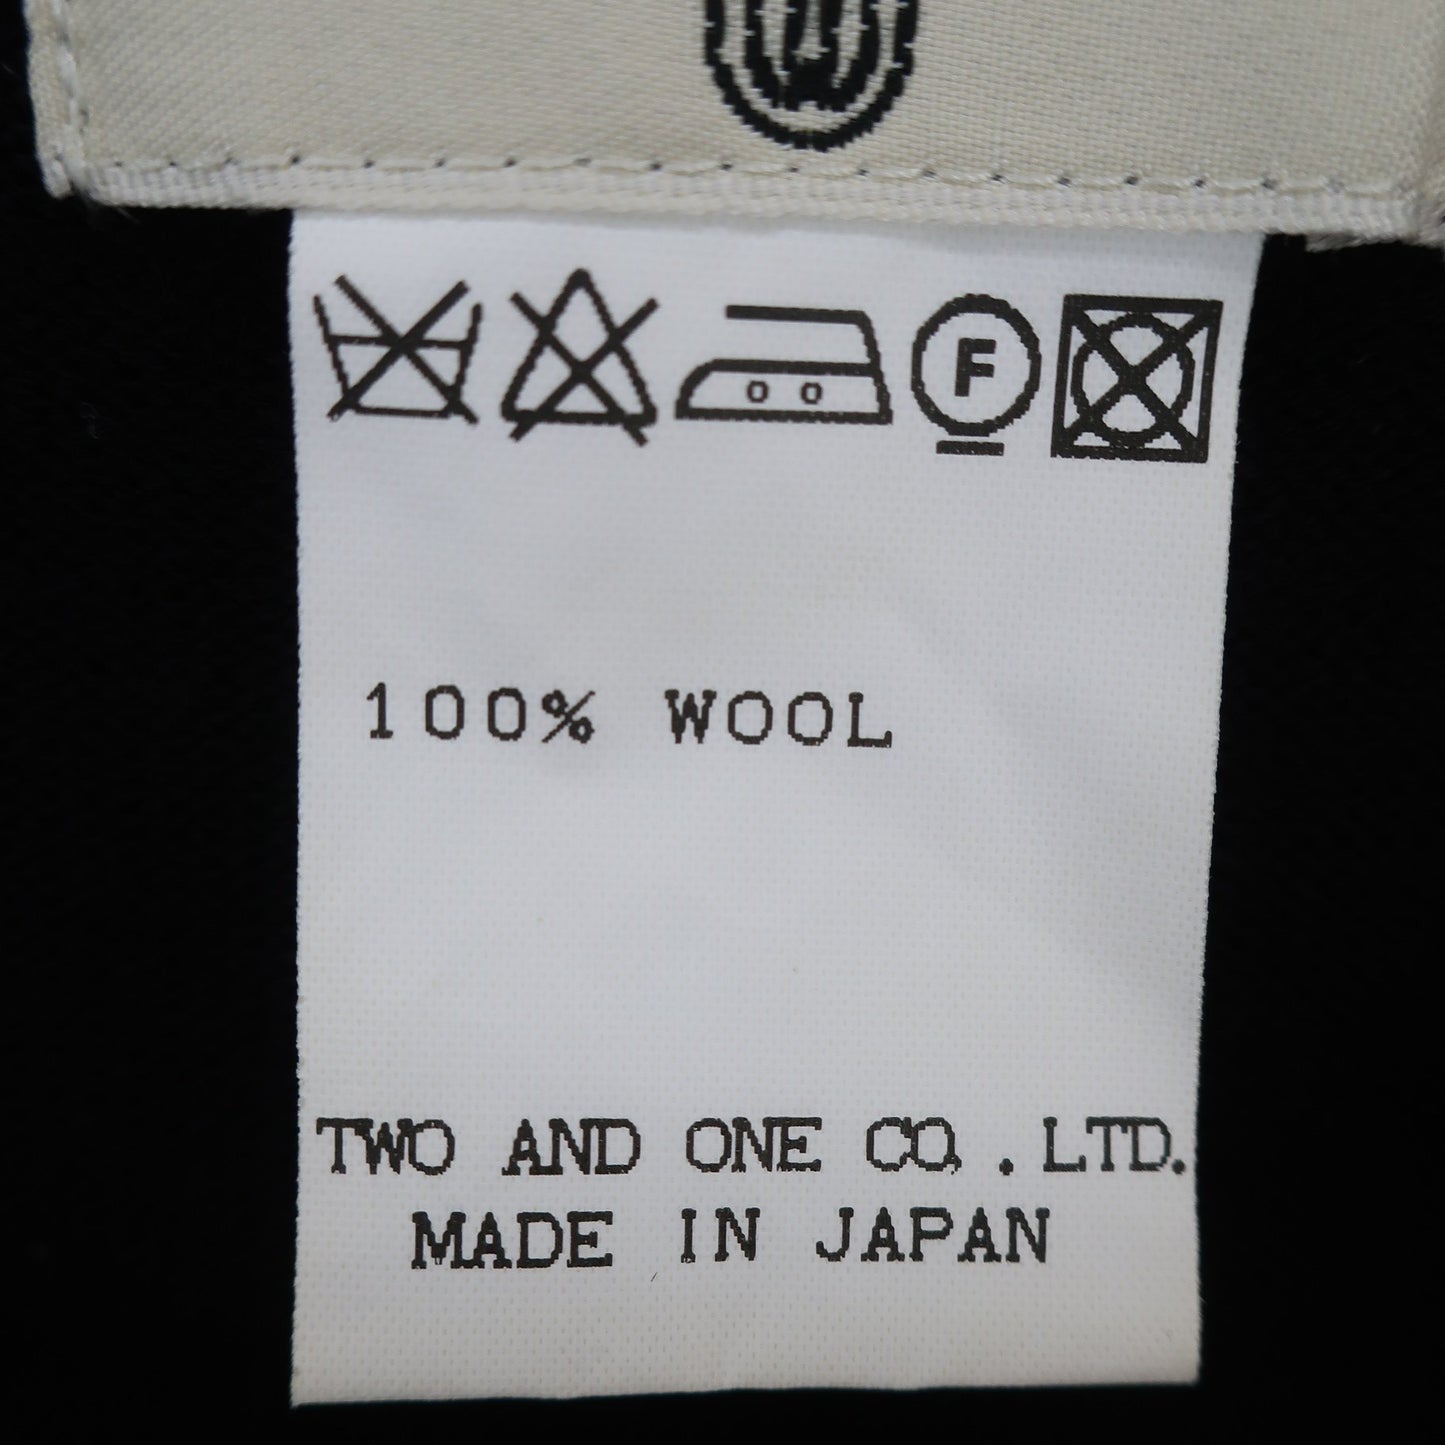 F
100% WOOL
TWO AND ONE CO. LTD.
MADE IN JAPAN